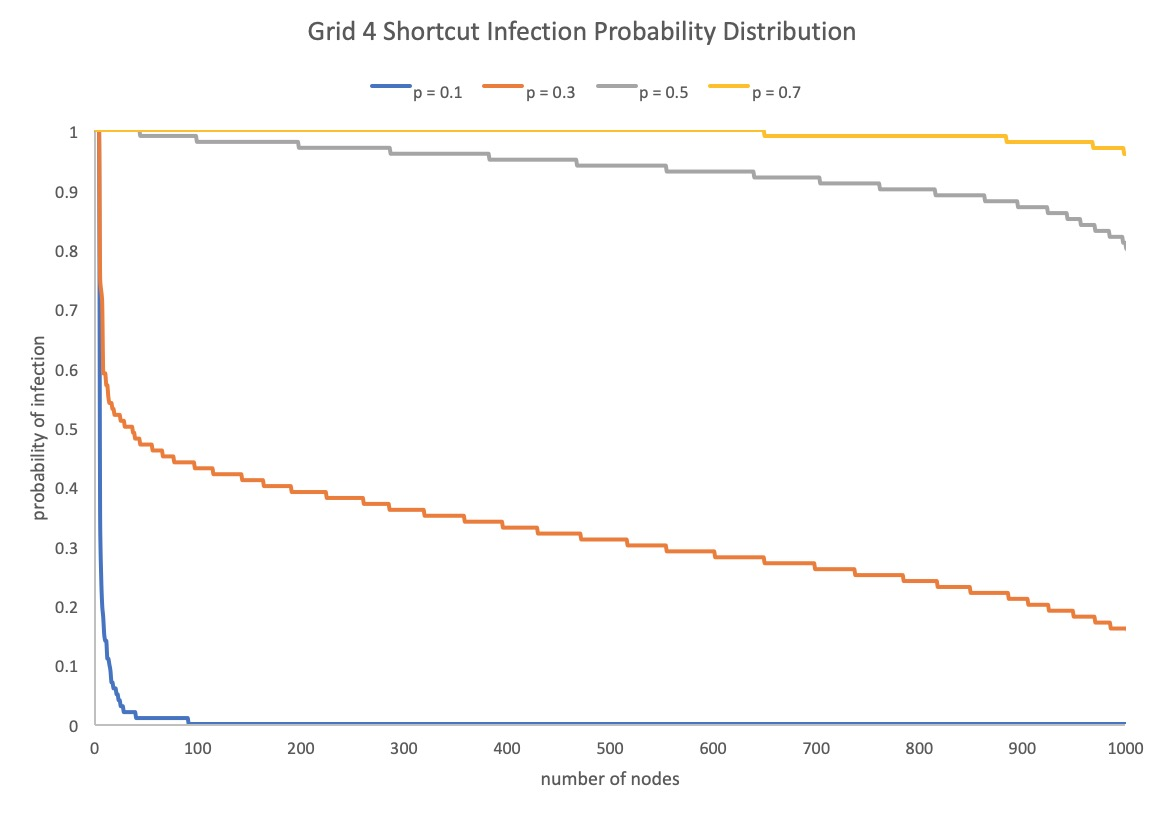 Grid 4 Shortcut Infection Probability Distribution
p = 0.1 p = 0.3 p = 0.5 p = 0.7
1
0.9
0.8
0.7
0.6
0.5
0.4
0.3
0.2
0.1
0
probability of infection
0 100 200 300 400 500 600 700 800 900 1000
number of nodes